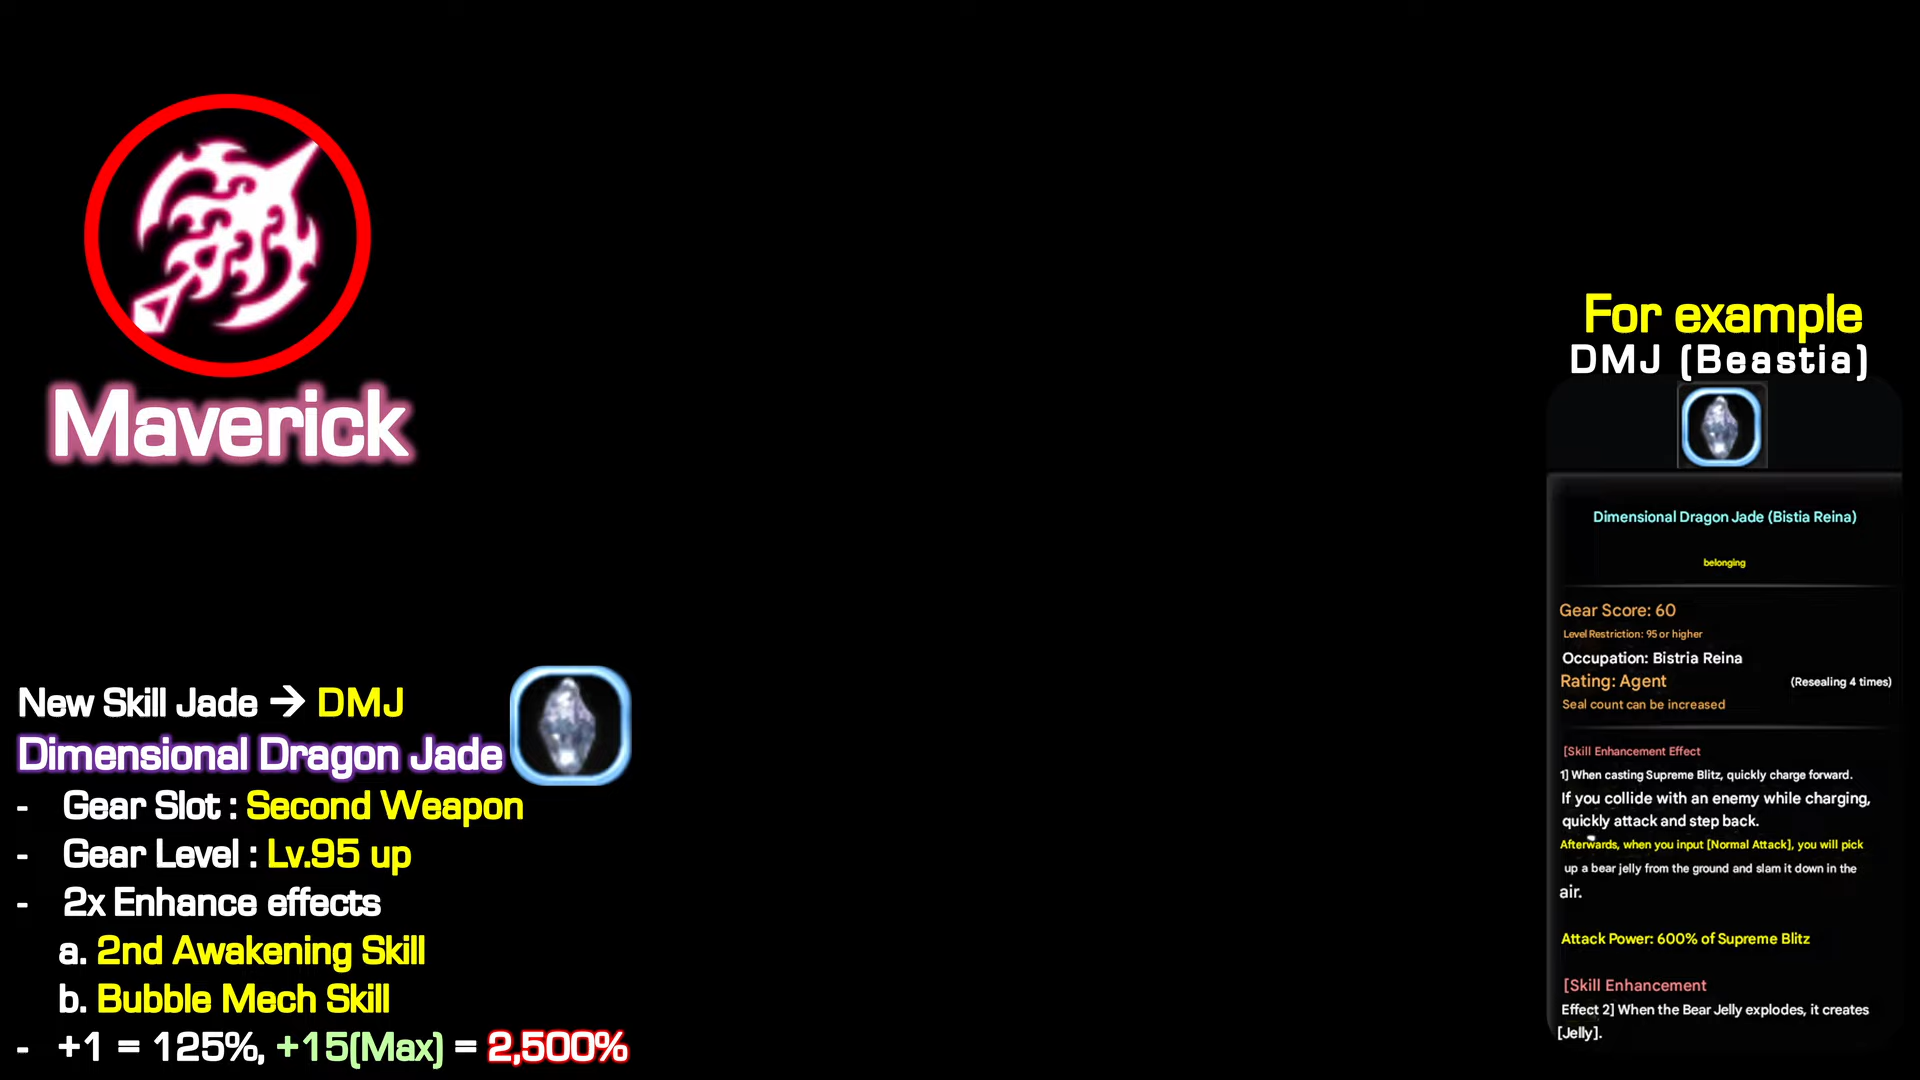 Maverick
New Skill Jade → DMJ
Dimensional Dragon Jade
- Gear Slot : Second Weapon
- Gear Level : Lv.95 up
- 2x Enhance effects
a. 2nd Awakening Skill
b. Bubble Mech Skill
- +1 = 125%, +15(Max) = 2,500%
For example
DMJ (Beastia)
Dimensional Dragon Jade (Bistia Reina)
belonging
Gear Score: 60
Level Restriction: 95 or higher
Occupation: Bistria Reina
Rating: Agent (Resealing 4 times)
Seal count can be increased
[Skill Enhancement Effect
1] When casting Supreme Blitz, quickly charge forward.
If you collide with an enemy while charging,
quickly attack and step back.
Afterwards, when you input [Normal Attack], you will pick
up a bear jelly from the ground and slam it down in the
air.
Attack Power: 600% of Supreme Blitz
[Skill Enhancement
Effect 2] When the Bear Jelly explodes, it creates
[Jelly].